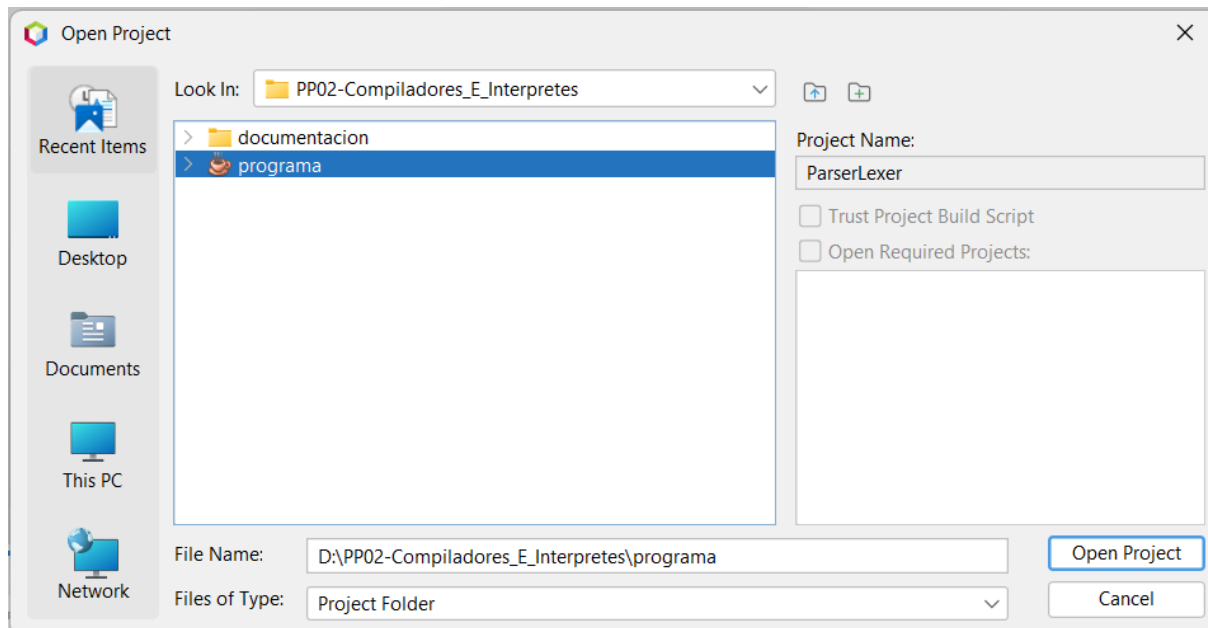 Open Project
Look In:
PP02-Compiladores_E_Interpretes
Recent Items
Desktop
Documents
This PC
Network
documentacion
programa
Project Name:
ParserLexer
Trust Project Build Script
Open Required Projects:
File Name:
D:\PP02-Compiladores_E_Interpretes\programa
Open Project
Files of Type:
Project Folder
Cancel